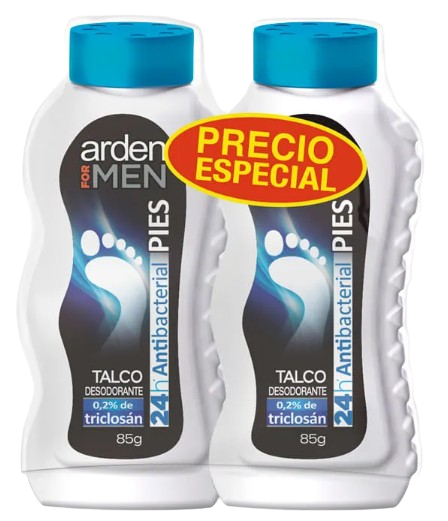 arden
FOR MEN
PIES
24h Antibacterial
TALCO
DESODORANTE
0,2% de
triclosán
85g
PRECIO
ESPECIAL
PIES
24h Antibacterial
TALCO
DESODORANTE
0,2% de
triclosán
85g